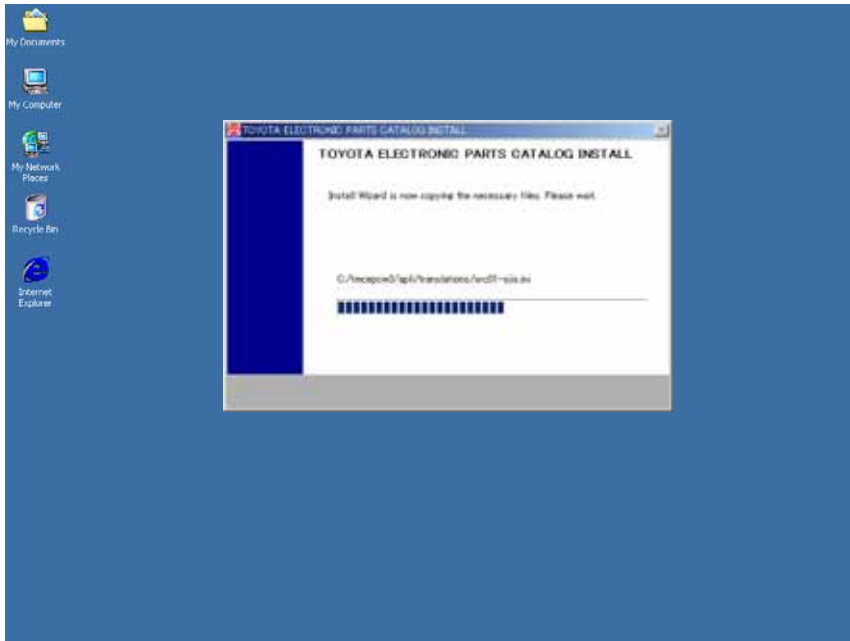 My Documents
My Computer
My Network
Places
Recycle Bin
Internet
Explorer
TOYOTA ELECTRONIC PARTS CATALOG INSTALL
TOYOTA ELECTRONIC PARTS CATALOG INSTALL
Install Wizard is now copying the necessary files. Please wait.